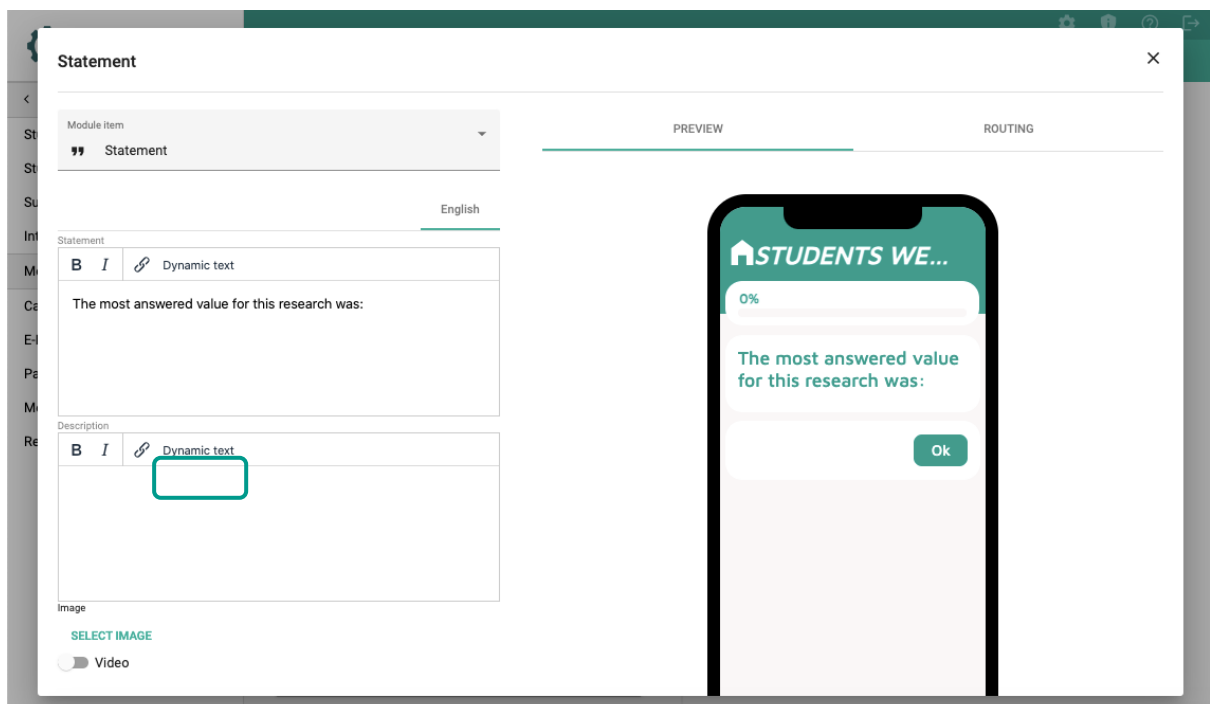 Statement
Module item
Statement
English
Statement
B I Dynamic text
The most answered value for this research was:
Description
B I Dynamic text
Image
SELECT IMAGE
Video
PREVIEW
ROUTING
STUDENTS WE...
0%
The most answered value
for this research was:
Ok